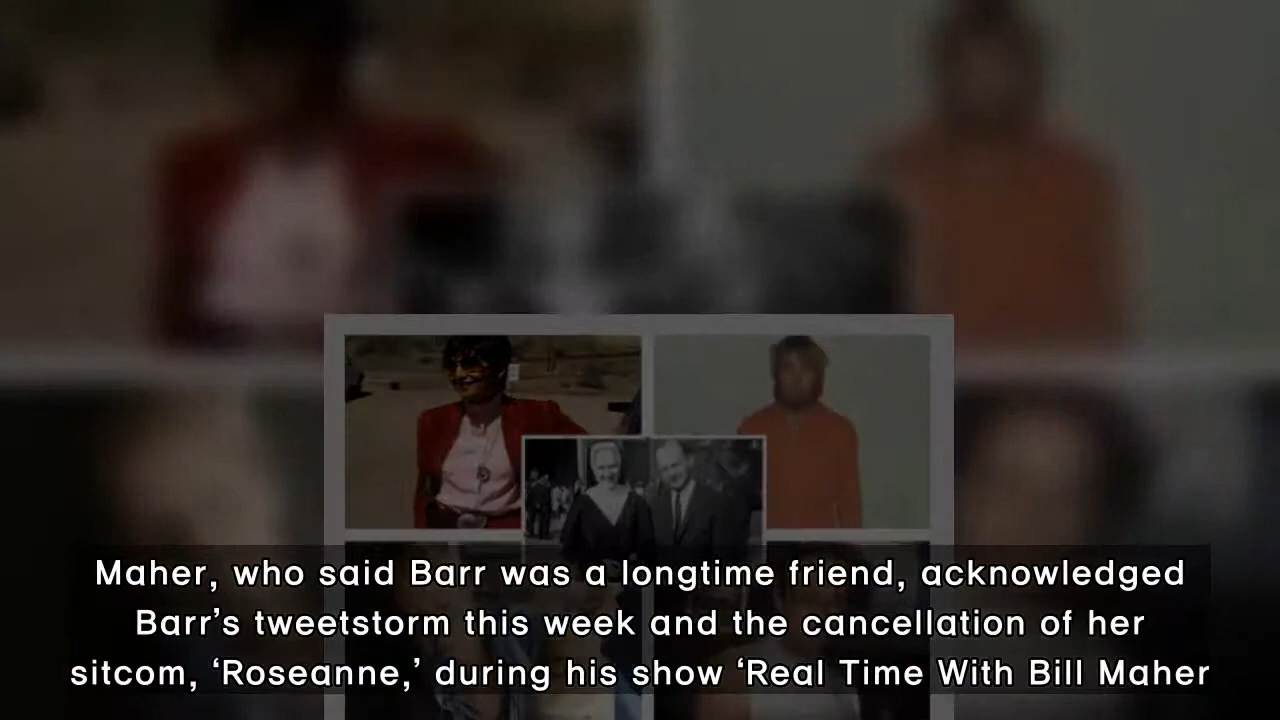 Maher, who said Barr was a longtime friend, acknowledged
Barr’s tweetstorm this week and the cancellation of her
sitcom, ‘Roseanne,’ during his show ‘Real Time With Bill Maher